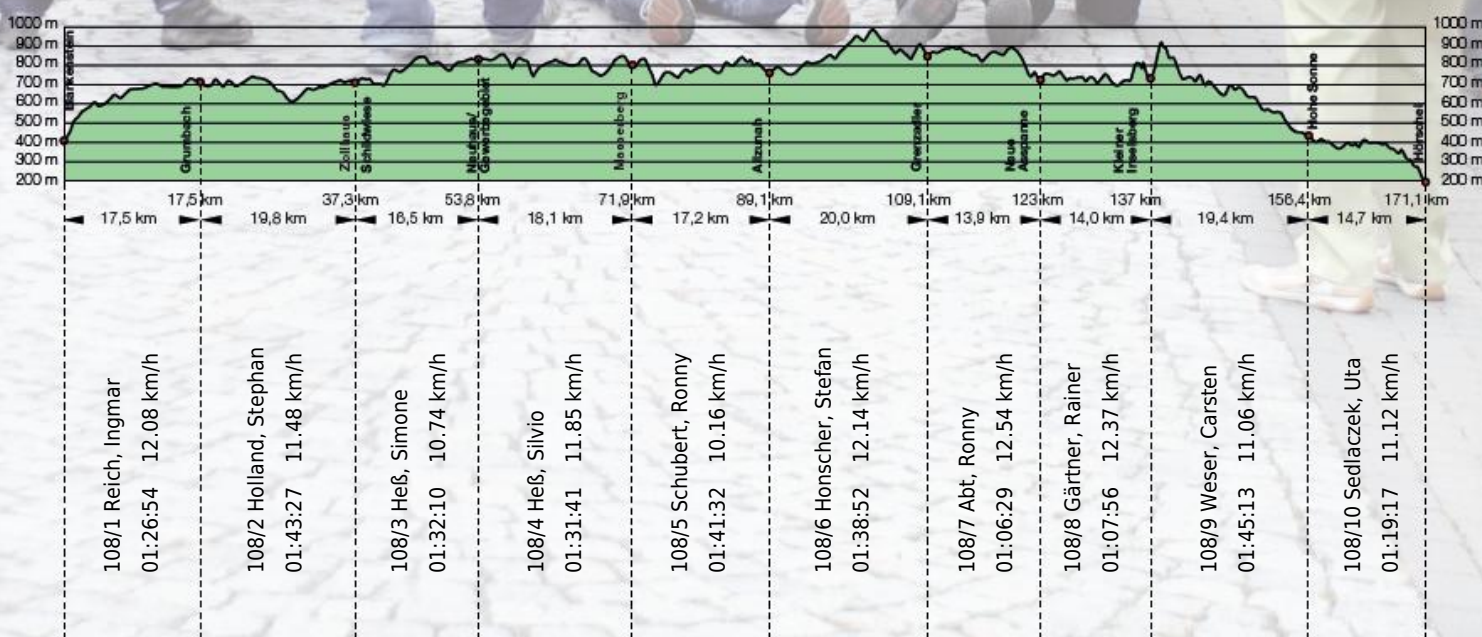 1000 m
900 m
800 m
700 m
600 m
500 m
400 m
300 m
200 m
1000 m
900 m
800 m
700 m
600 m
500 m
400 m
300 m
200 m
Blankenstein
Grumbach
Zollhaus
Schildwiese
Neuhaus/
Masserberg
Allzunah
Grenzadler
Neue
Ausspanne
Kleiner
Inselsberg
Hohe Sonne
Hörschel
17,5 km
37,3 km
53,8 km
71,9 km
89,1 km
109,1 km
123 km
137 km
156,4 km
171,1 km
17,5 km
19,8 km
16,5 km
18,1 km
17,2 km
20,0 km
13,9 km
14,0 km
19,4 km
14,7 km
108/1 Reich, Ingmar
01:26:54 12.08 km/h
108/2 Holland, Stephan
01:43:27 11.48 km/h
108/3 Heß, Simone
01:32:10 10.74 km/h
108/4 Heß, Silvio
01:31:41 11.85 km/h
108/5 Schubert, Ronny
01:41:32 10.16 km/h
108/6 Honscher, Stefan
01:38:52 12.14 km/h
108/7 Abt, Ronny
01:06:29 12.54 km/h
108/8 Gärtner, Rainer
01:07:56 12.37 km/h
108/9 Weser, Carsten
01:45:13 11.06 km/h
108/10 Sedlaczek, Uta
01:19:17 11.12 km/h